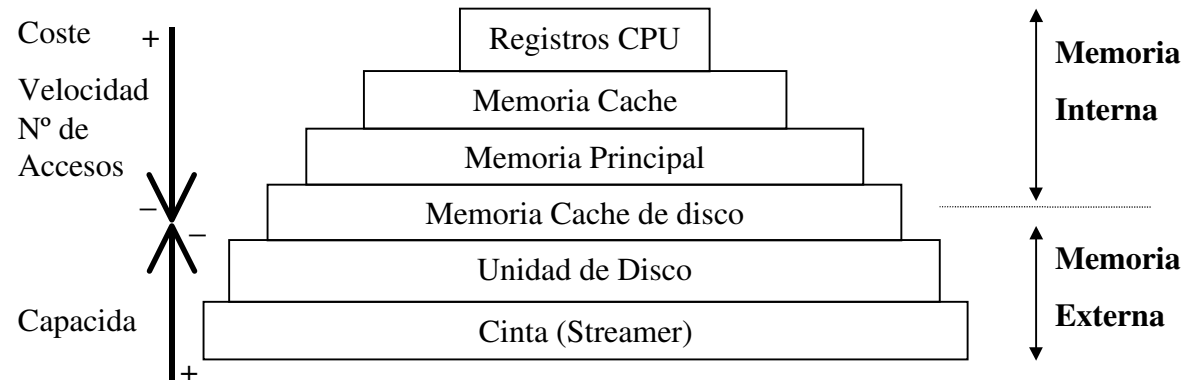 Coste +
Velocidad
Nº de
Accesos
–
–
Capacida
+
Registros CPU
Memoria Cache
Memoria Principal
Memoria Cache de disco
Unidad de Disco
Cinta (Streamer)
Memoria
Interna
Memoria
Externa